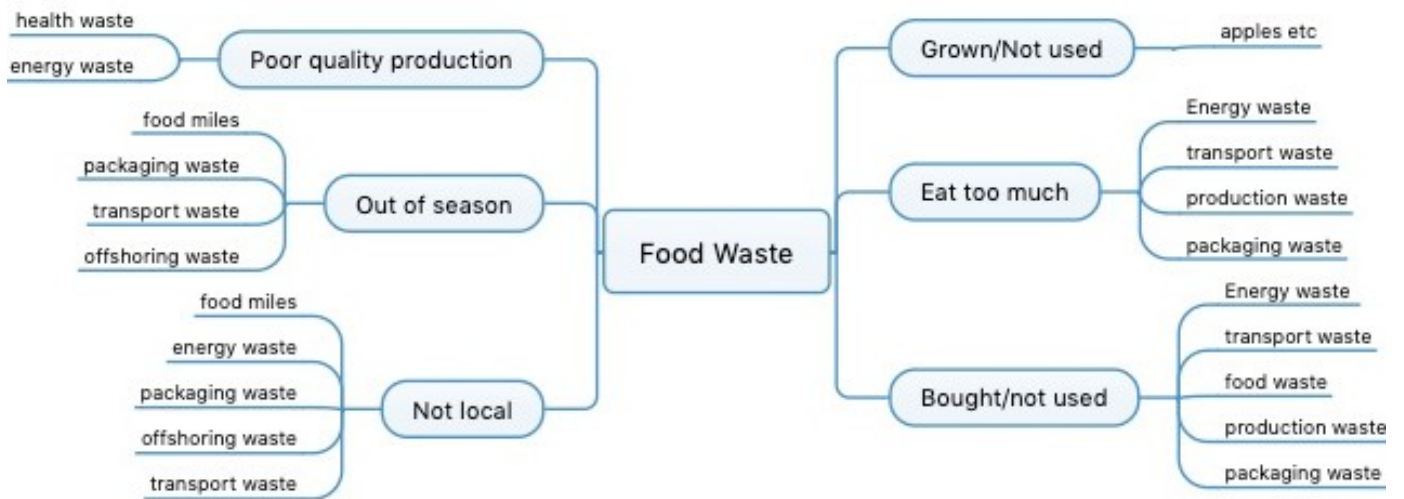 Food Waste
Poor quality production
health waste
energy waste
Out of season
food miles
packaging waste
transport waste
offshoring waste
Not local
food miles
energy waste
packaging waste
offshoring waste
transport waste
Grown/Not used
apples etc
Eat too much
Energy waste
transport waste
production waste
packaging waste
Bought/not used
Energy waste
transport waste
food waste
production waste
packaging waste